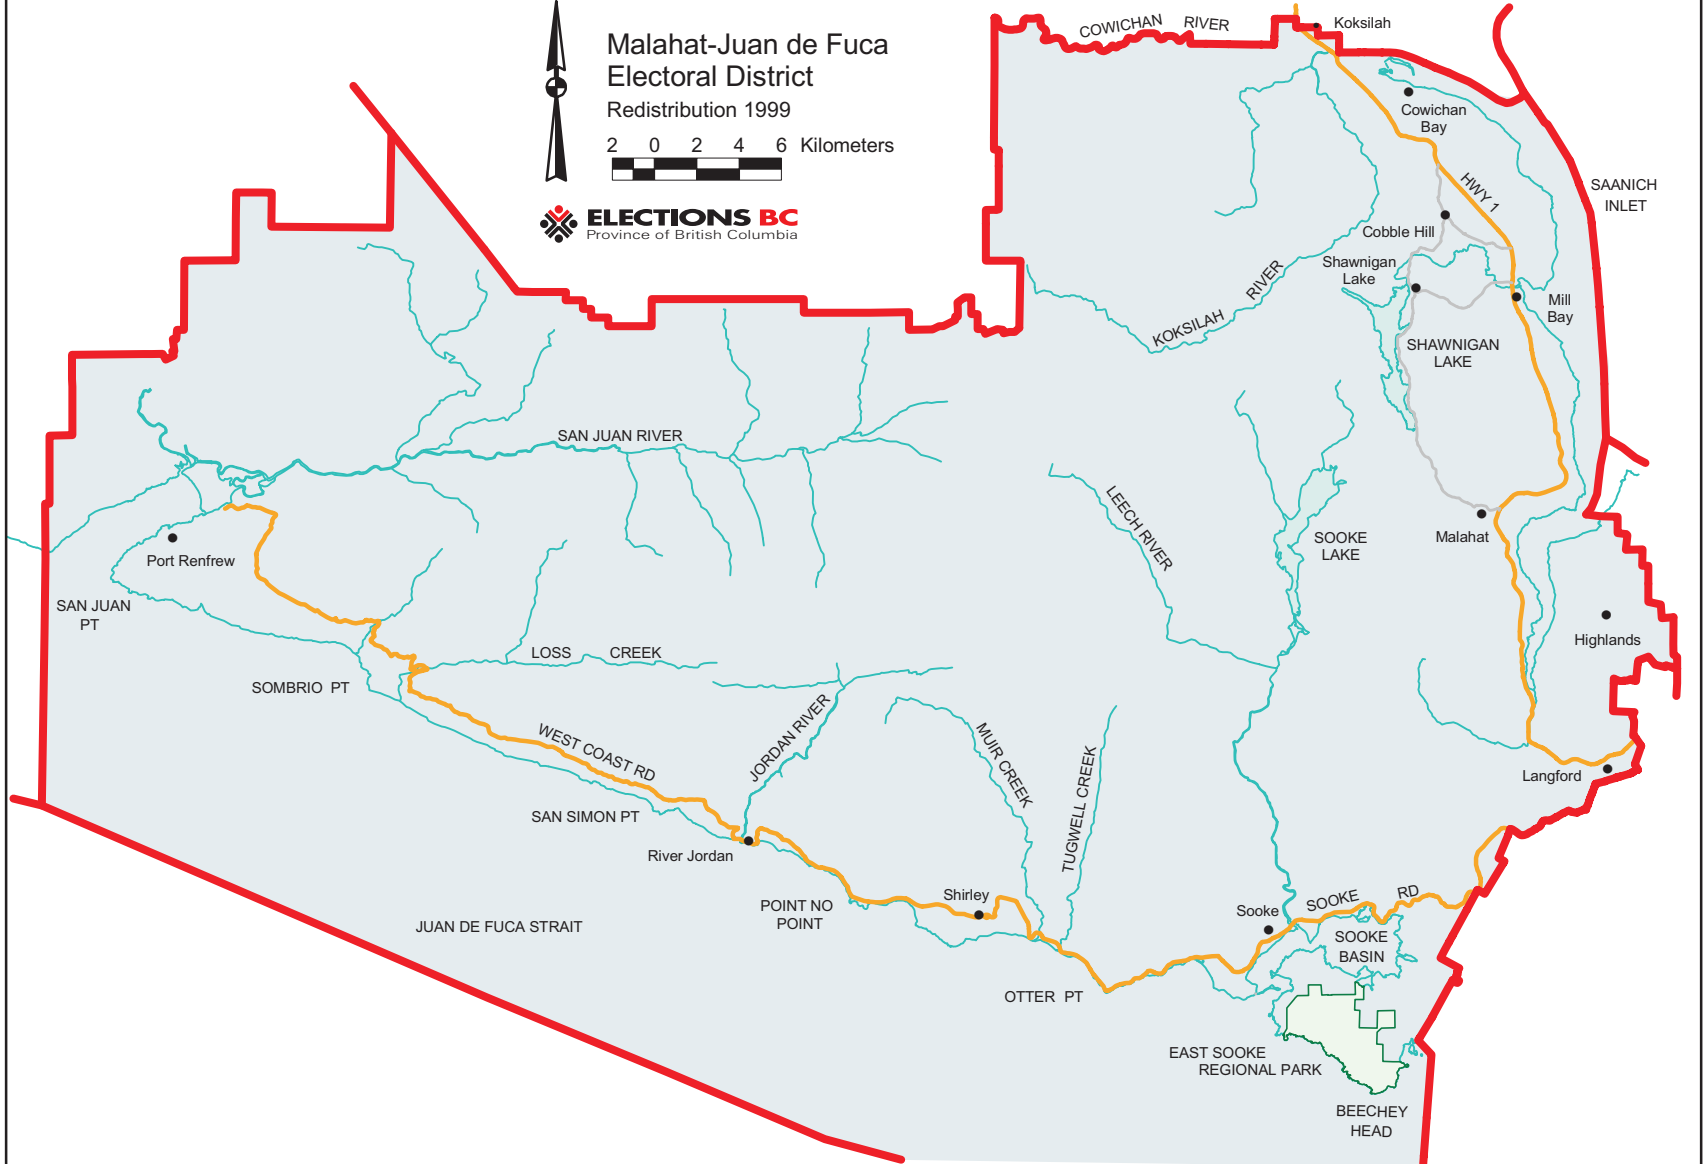 Malahat-Juan de Fuca
Electoral District
Redistribution 1999
2 0 2 4 6 Kilometers
ELECTIONS BC
Province of British Columbia
COWICHAN RIVER
Koksilah
Cowichan
Bay
HWY 1
SAANICH
INLET
Cobble Hill
Shawnigan
Lake
KOKSILAH RIVER
Mill
Bay
SHAWNIGAN
LAKE
SAN JUAN RIVER
LEECH RIVER
SOOKE
LAKE
Malahat
Port Renfrew
SAN JUAN
PT
Highlands
LOSS CREEK
SOMBRIO PT
JORDAN RIVER
WEST COAST RD
MUIR CREEK
TUGWELL CREEK
Langford
SAN SIMON PT
River Jordan
Shirley
POINT NO
POINT
JUAN DE FUCA STRAIT
Sooke
SOOKE RD
SOOKE
BASIN
OTTER PT
EAST SOOKE
REGIONAL PARK
BEECHEY
HEAD